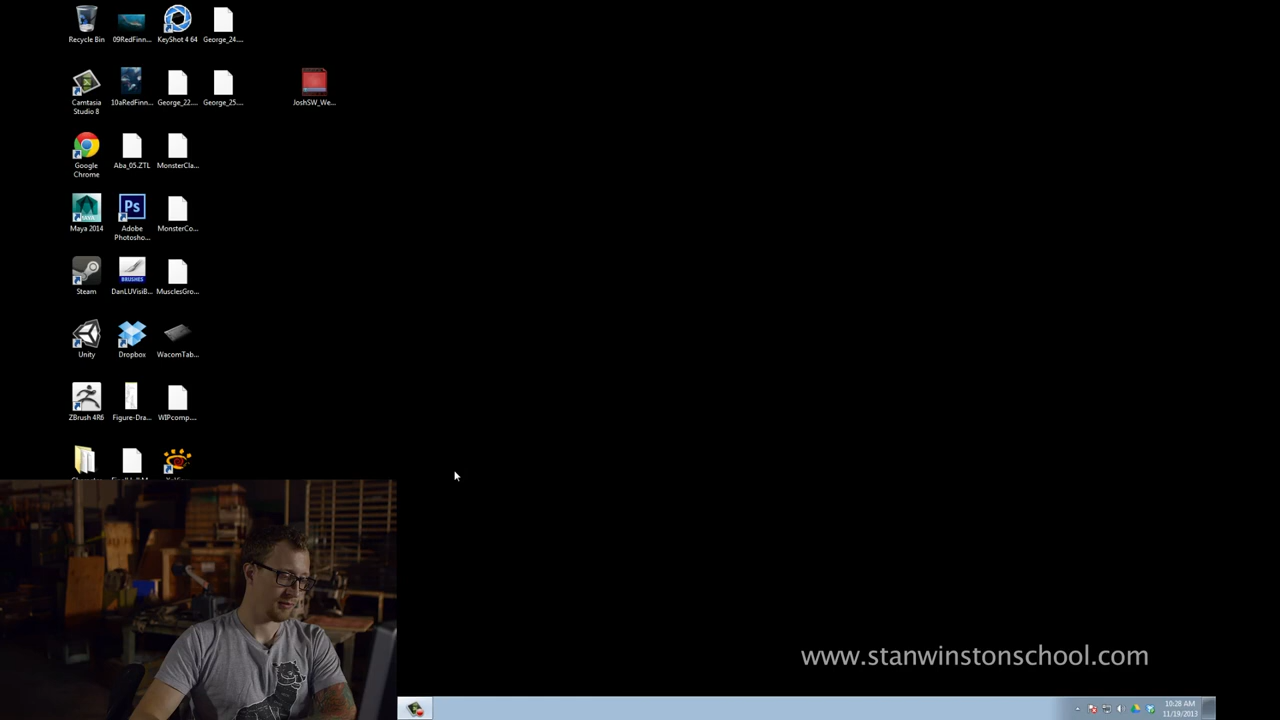 Recycle Bin
09RedFinn...
KeyShot 4 64
George_24....
Camtasia
Studio 8
10aRedFinn...
George_22....
George_25....
JoshSW_We...
Google
Chrome
Aba_05.ZTL
MonsterCla...
Maya 2014
Ps
Adobe
Photosho...
MonsterCo...
Steam
BRUSHES
DanLUVisiB...
MusclesGro...
Unity
Dropbox
WacomTab...
ZBrush 4R6
Figure-Dra...
WIPcomp....
www.stanwinstonschool.com
10:28 AM
11/19/2013